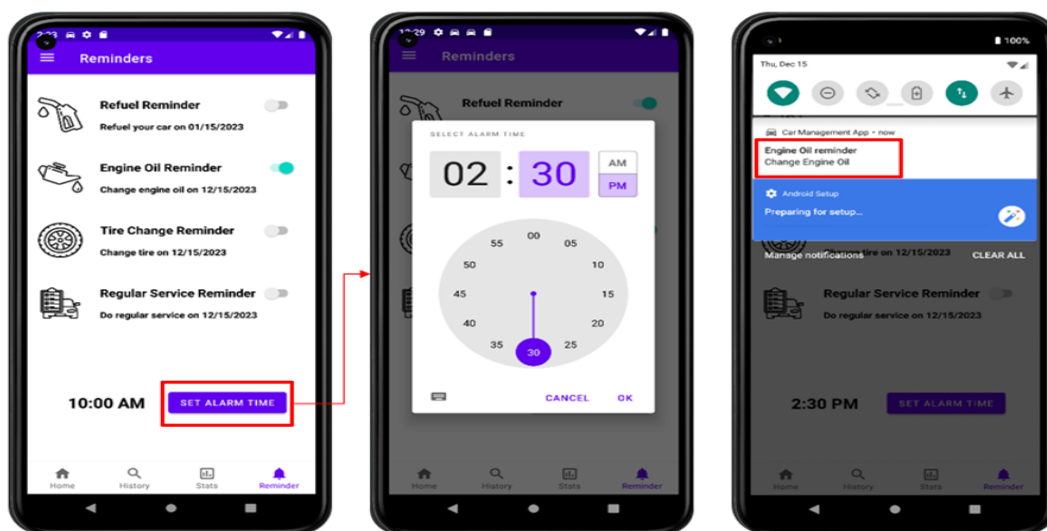 Reminders
Refuel Reminder
Refuel your car on 01/15/2023
Engine Oil Reminder
Change engine oil on 12/15/2023
Tire Change Reminder
Change tire on 12/15/2023
Regular Service Reminder
Do regular service on 12/15/2023
10:00 AM
SET ALARM TIME
Home
History
Stats
Reminder
Reminders
Refuel Reminder
SELECT ALARM TIME
02 : 30
AM
PM
00
05
10
15
20
25
30
35
40
45
50
55
CANCEL
OK
Home
History
Stats
Reminder
100%
Thu, Dec 15
Car Management App • now
Engine Oil reminder
Change Engine Oil
Android Setup
Preparing for setup...
Manage notifications
Change tire on 12/15/2023
CLEAR ALL
Regular Service Reminder
Do regular service on 12/15/2023
2:30 PM
SET ALARM TIME
Home
History
Stats
Reminder